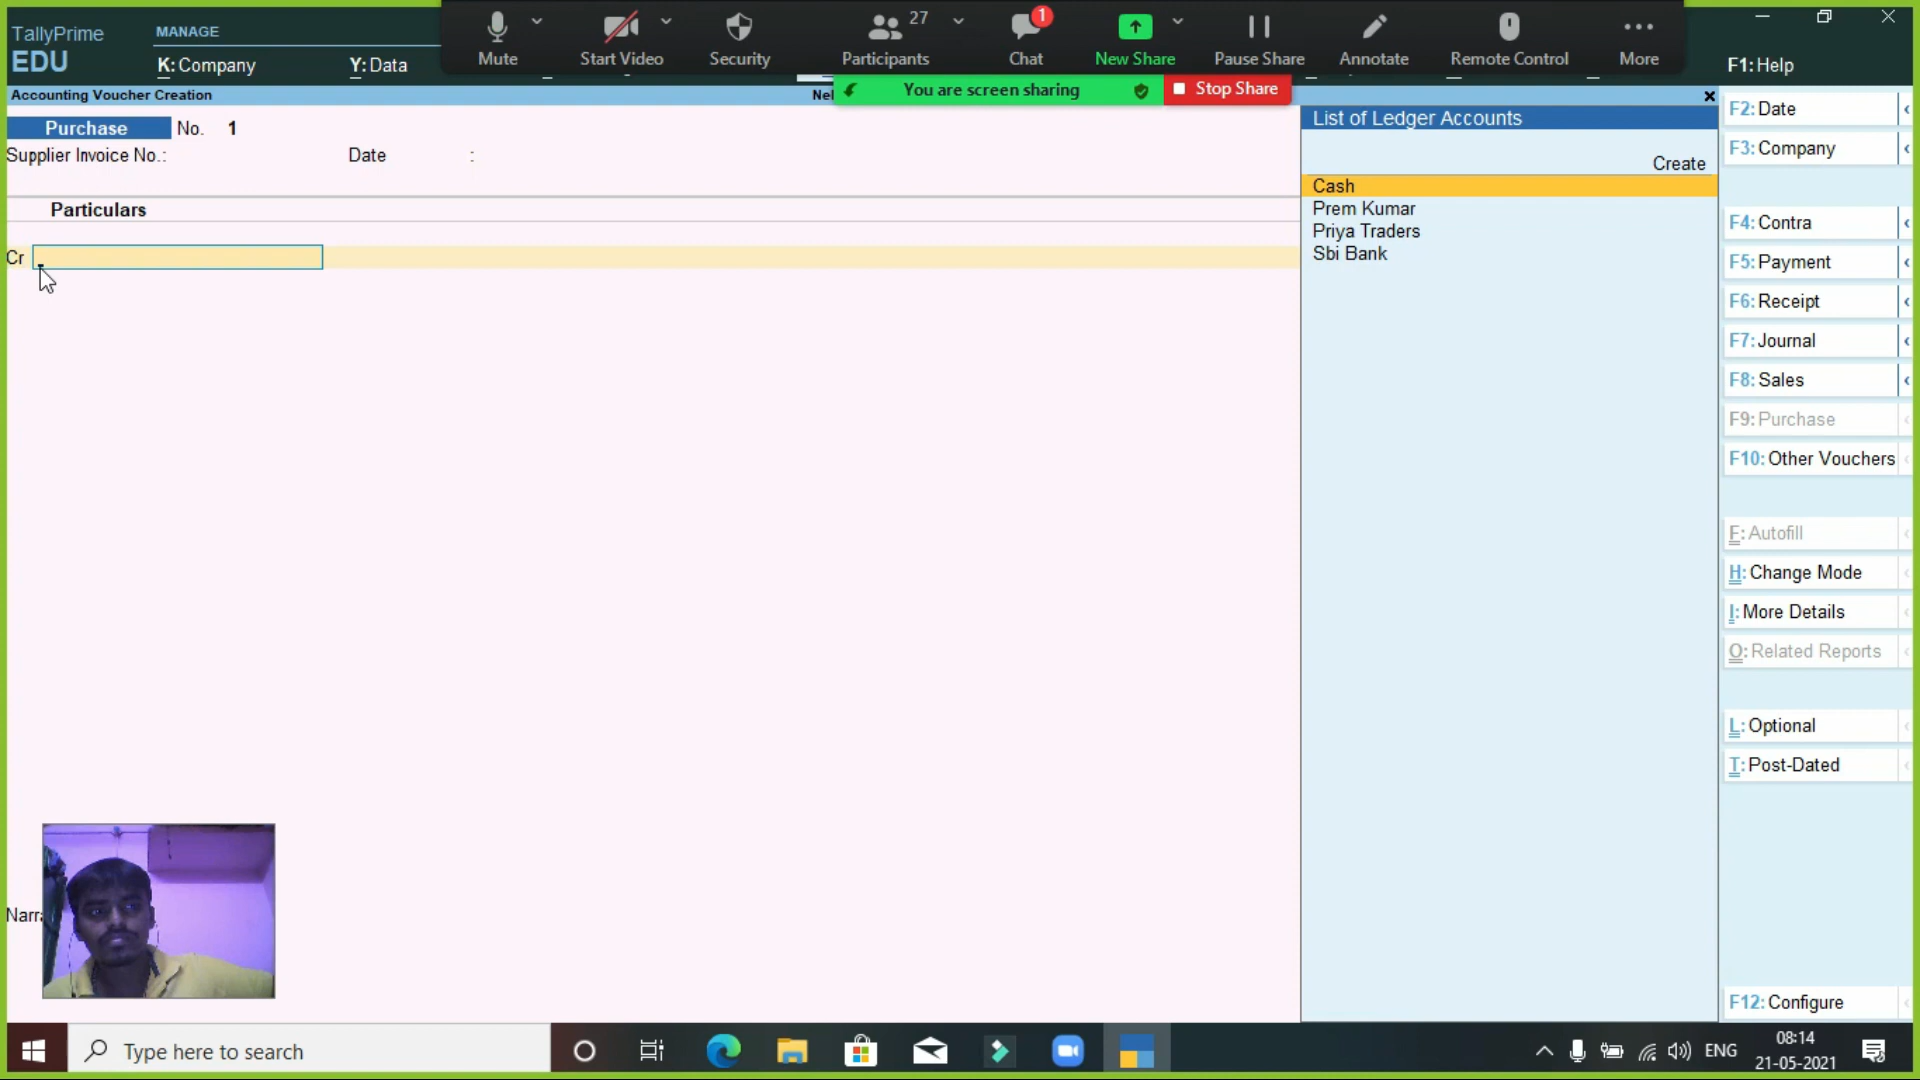 TallyPrime
EDU
MANAGE
K: Company
Y: Data
Mute
Start Video
Security
27
Participants
1
Chat
New Share
Pause Share
Annotate
Remote Control
More
F1: Help
You are screen sharing
Stop Share
Accounting Voucher Creation
Nel
Purchase No. 1
Supplier Invoice No.:
Date :
Particulars
Cr
Narra
List of Ledger Accounts
Create
Cash
Prem Kumar
Priya Traders
Sbi Bank
F2: Date
F3: Company
F4: Contra
F5: Payment
F6: Receipt
F7: Journal
F8: Sales
F9: Purchase
F10: Other Vouchers
F: Autofill
H: Change Mode
I: More Details
O: Related Reports
L: Optional
T: Post-Dated
F12: Configure
Type here to search
ENG
08:14
21-05-2021